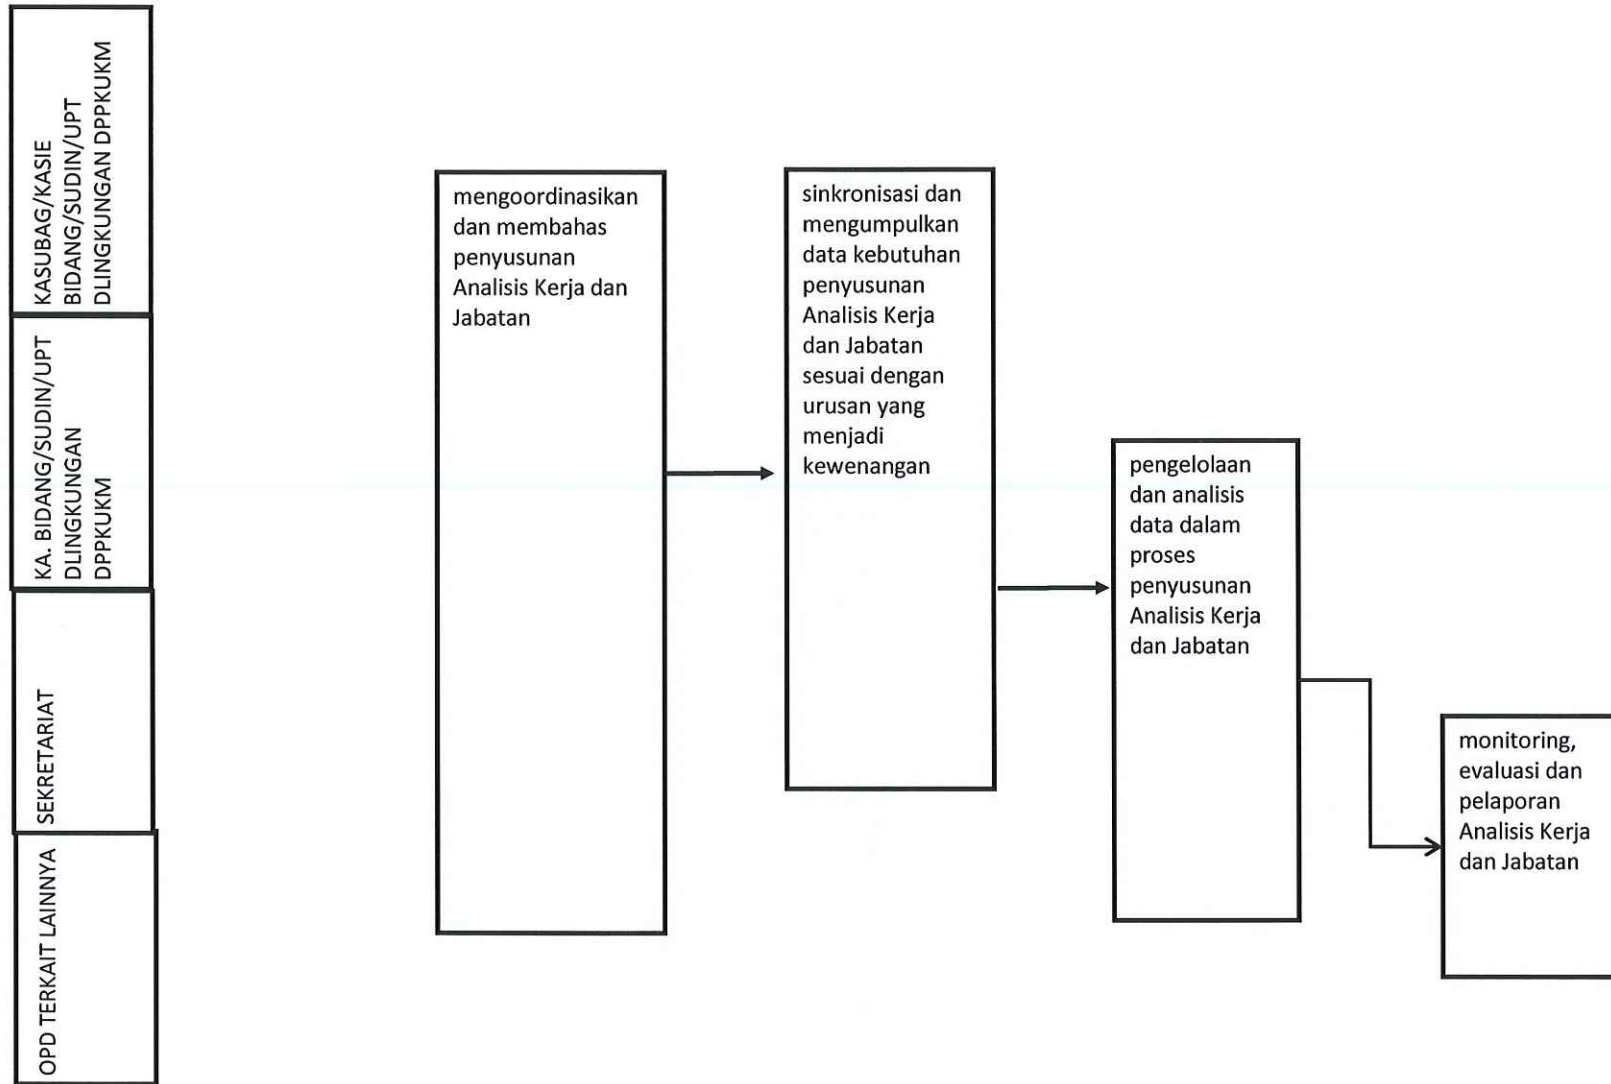 KASUBAG/KASIE
BIDANG/SUDIN/UPT
DLINGKUNGAN DPPKUKM
KA. BIDANG/SUDIN/UPT
DLINGKUNGAN
DPPKUKM
SEKRETARIAT
OPD TERKAIT LAINNYA
mengoordinasikan
dan membahas
penyusunan
Analisis Kerja dan
Jabatan
sinkronisasi dan
mengumpulkan
data kebutuhan
penyusunan
Analisis Kerja
dan Jabatan
sesuai dengan
urusan yang
menjadi
kewenangan
pengelolaan
dan analisis
data dalam
proses
penyusunan
Analisis Kerja
dan Jabatan
monitoring,
evaluasi dan
pelaporan
Analisis Kerja
dan Jabatan